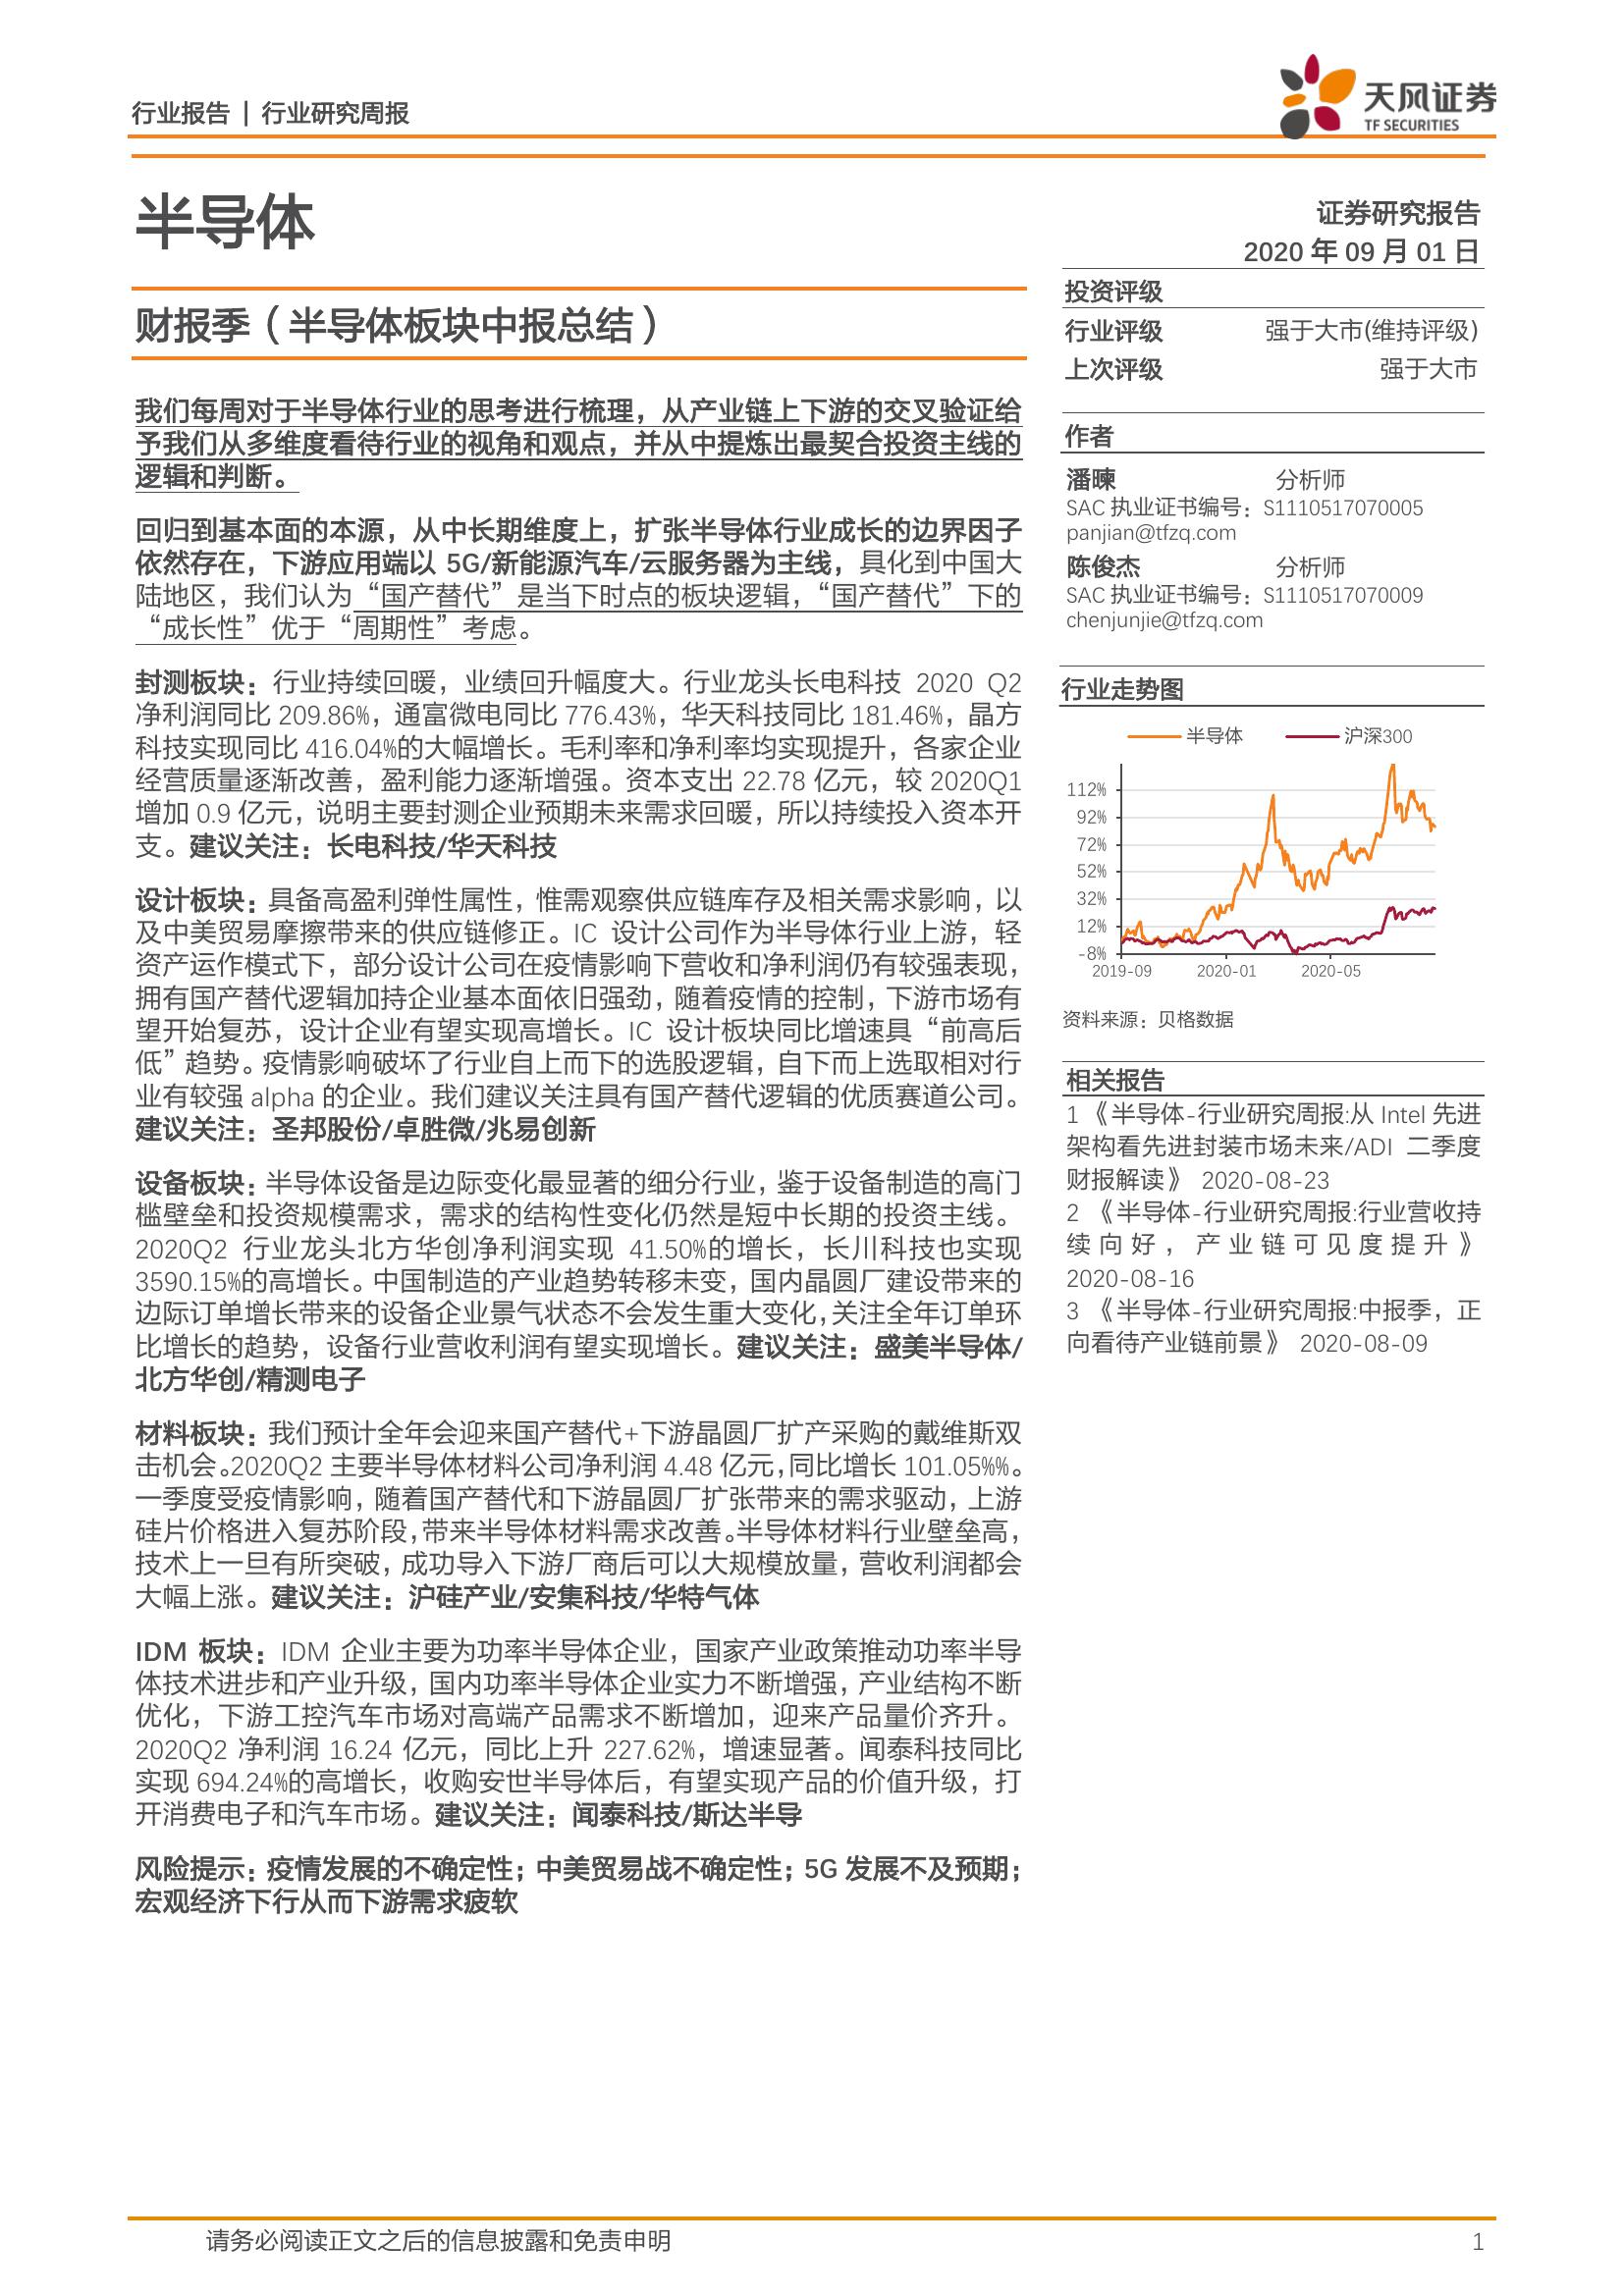 行业报告 | 行业研究周报
天风证券
TF SECURITIES
半导体
财报季（半导体板块中报总结）
我们每周对于半导体行业的思考进行梳理，从产业链上下游的交叉验证给
予我们从多维度看待行业的视角和观点，并从中提炼出最契合投资主线的
逻辑和判断。
回归到基本面的本源，从中长期维度上，扩张半导体行业成长的边界因子
依然存在，下游应用端以 5G/新能源汽车/云服务器为主线，具化到中国大
陆地区，我们认为“国产替代”是当下时点的板块逻辑，“国产替代”下的
“成长性”优于“周期性”考虑。
封测板块：行业持续回暖，业绩回升幅度大。行业龙头长电科技 2020 Q2
净利润同比 209.86%，通富微电同比 776.43%，华天科技同比 181.46%，晶方
科技实现同比 416.04%的大幅增长。毛利率和净利率均实现提升，各家企业
经营质量逐渐改善，盈利能力逐渐增强。资本支出 22.78 亿元，较 2020Q1
增加 0.9 亿元，说明主要封测企业预期未来需求回暖，所以持续投入资本开
支。建议关注：长电科技/华天科技
设计板块：具备高盈利弹性属性，惟需观察供应链库存及相关需求影响，以
及中美贸易摩擦带来的供应链修正。IC 设计公司作为半导体行业上游，轻
资产运作模式下，部分设计公司在疫情影响下营收和净利润仍有较强表现，
拥有国产替代逻辑加持企业基本面依旧强劲，随着疫情的控制，下游市场有
望开始复苏，设计企业有望实现高增长。IC 设计板块同比增速具“前高后
低”趋势。疫情影响破坏了行业自上而下的选股逻辑，自下而上选取相对行
业有较强 alpha 的企业。我们建议关注具有国产替代逻辑的优质赛道公司。
建议关注：圣邦股份/卓胜微/兆易创新
设备板块：半导体设备是边际变化最显著的细分行业，鉴于设备制造的高门
槛壁垒和投资规模需求，需求的结构性变化仍然是短中长期的投资主线。
2020Q2 行业龙头北方华创净利润实现 41.50%的增长，长川科技也实现
3590.15%的高增长。中国制造的产业趋势转移未变，国内晶圆厂建设带来的
边际订单增长带来的设备企业景气状态不会发生重大变化，关注全年订单环
比增长的趋势，设备行业营收利润有望实现增长。建议关注：盛美半导体/
北方华创/精测电子
材料板块：我们预计全年会迎来国产替代+下游晶圆厂扩产采购的戴维斯双
击机会。2020Q2 主要半导体材料公司净利润 4.48 亿元，同比增长 101.05%%。
一季度受疫情影响，随着国产替代和下游晶圆厂扩张带来的需求驱动，上游
硅片价格进入复苏阶段，带来半导体材料需求改善。半导体材料行业壁垒高，
技术上一旦有所突破，成功导入下游厂商后可以大规模放量，营收利润都会
大幅上涨。建议关注：沪硅产业/安集科技/华特气体
IDM 板块：IDM 企业主要为功率半导体企业，国家产业政策推动功率半导
体技术进步和产业升级，国内功率半导体企业实力不断增强，产业结构不断
优化，下游工控汽车市场对高端产品需求不断增加，迎来产品量价齐升。
2020Q2 净利润 16.24 亿元，同比上升 227.62%，增速显著。闻泰科技同比
实现 694.24%的高增长，收购安世半导体后，有望实现产品的价值升级，打
开消费电子和汽车市场。建议关注：闻泰科技/斯达半导
风险提示：疫情发展的不确定性；中美贸易战不确定性；5G 发展不及预期；
宏观经济下行从而下游需求疲软
证券研究报告
2020 年 09 月 01 日
投资评级
行业评级 强于大市(维持评级)
上次评级 强于大市
作者
潘暕 分析师
SAC 执业证书编号：S1110517070005
panjian@tfzq.com
陈俊杰 分析师
SAC 执业证书编号：S1110517070009
chenjunjie@tfzq.com
行业走势图
半导体 沪深300
112%
92%
72%
52%
32%
12%
-8%
2019-09 2020-01 2020-05
资料来源：贝格数据
相关报告
1 《半导体-行业研究周报:从 Intel 先进
架构看先进封装市场未来/ADI 二季度
财报解读》 2020-08-23
2 《半导体-行业研究周报:行业营收持
续向好，产业链可见度提升》
2020-08-16
3 《半导体-行业研究周报:中报季，正
向看待产业链前景》 2020-08-09
请务必阅读正文之后的信息披露和免责申明 1